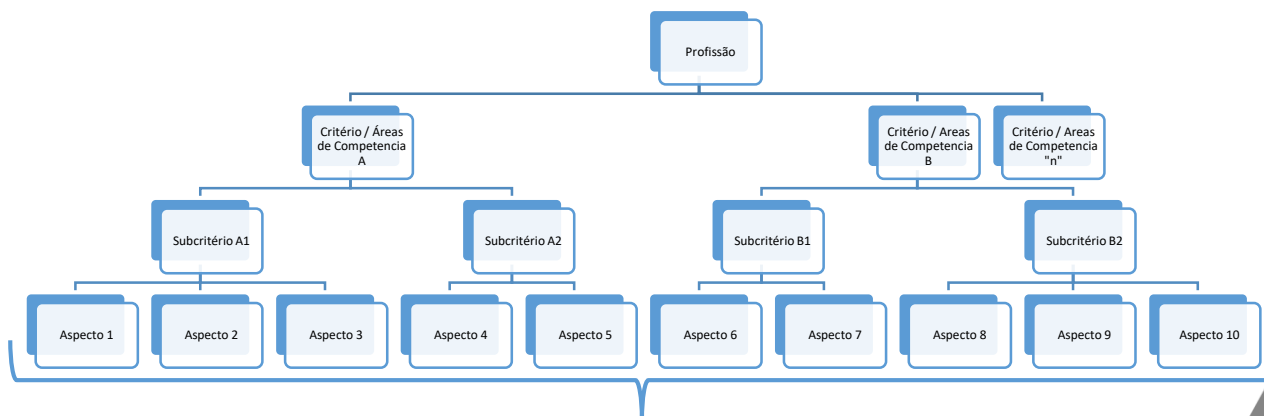 Profissão
Critério / Áreas
de Competencia
A
Critério / Areas
de Competencia
B
Critério / Areas
de Competencia
"n"
Subcritério A1
Subcritério A2
Subcritério B1
Subcritério B2
Aspecto 1
Aspecto 2
Aspecto 3
Aspecto 4
Aspecto 5
Aspecto 6
Aspecto 7
Aspecto 8
Aspecto 9
Aspecto 10